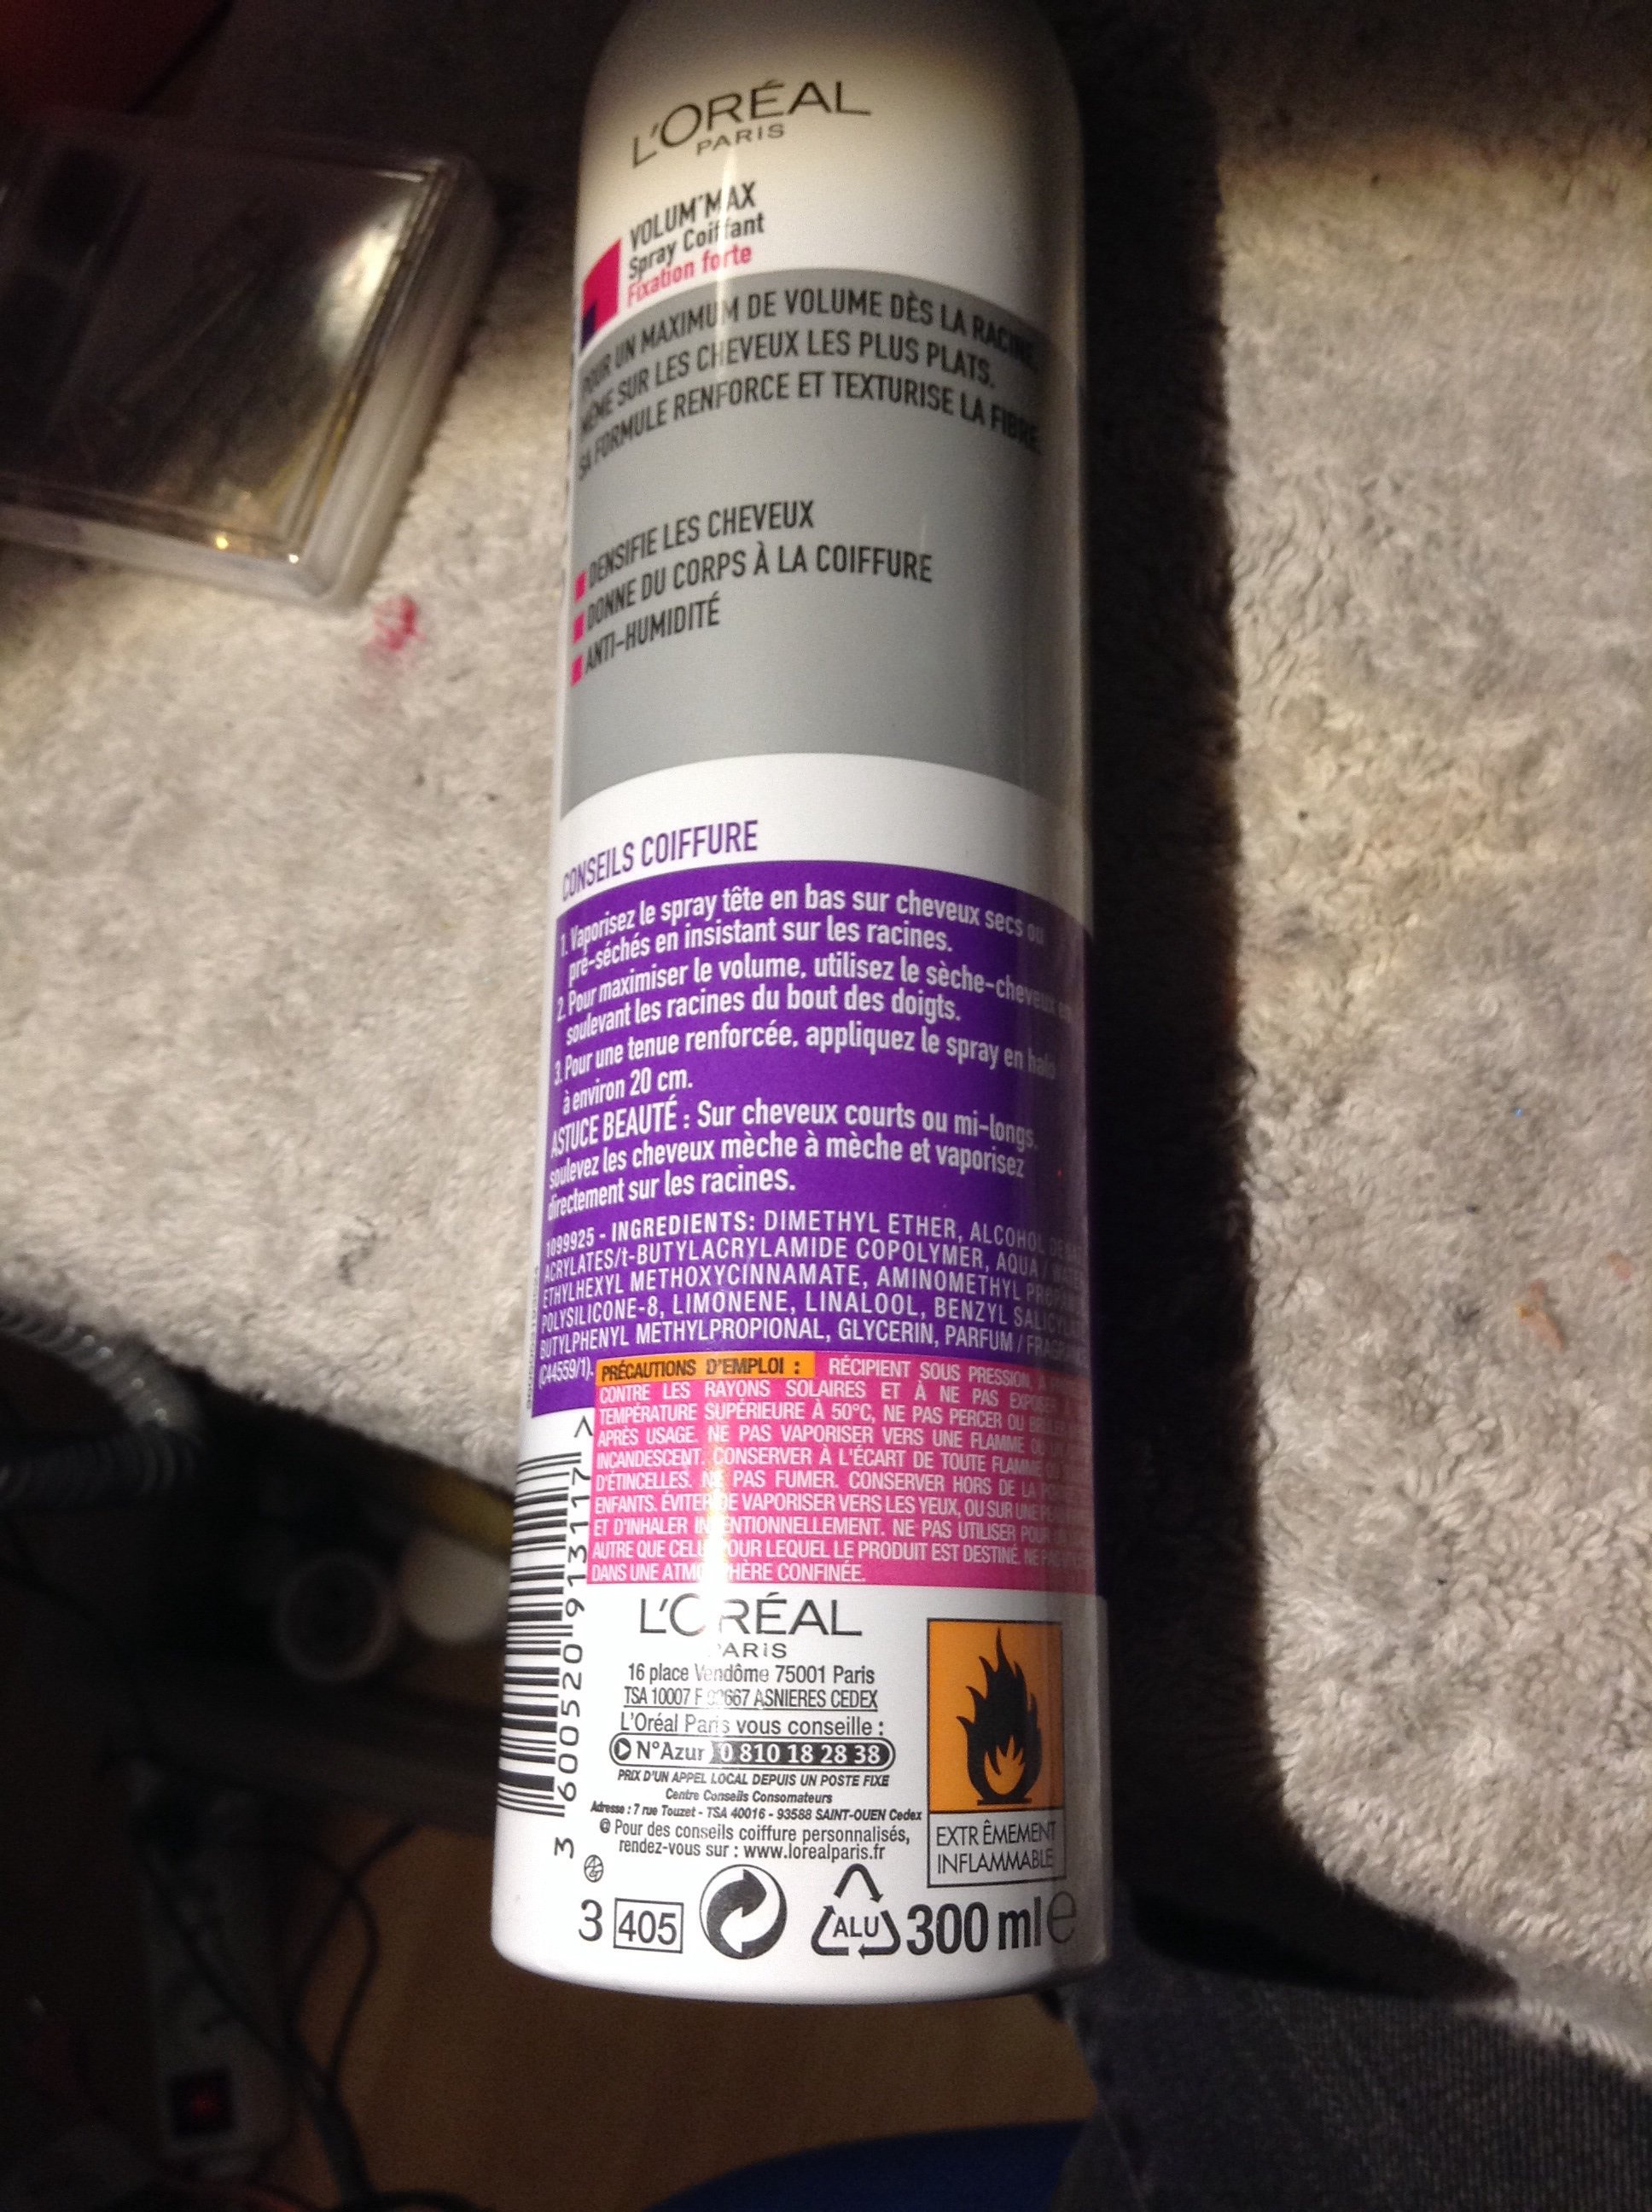 L'ORÉAL
PARIS
VOLUM'MAX
Spray Coiffant
Fixation forte
POUR UN MAXIMUM DE VOLUME DÈS LA RACINE,
MÊME SUR LES CHEVEUX LES PLUS PLATS.
SA FORMULE RENFORCE ET TEXTURISE LA FIBRE.
DENSIFIE LES CHEVEUX
DONNE DU CORPS À LA COIFFURE
ANTI-HUMIDITÉ
CONSEILS COIFFURE
1. Vaporisez le spray tête en bas sur cheveux secs ou
pré-séchés en insistant sur les racines.
2. Pour maximiser le volume, utilisez le sèche-cheveux en
soulevant les racines du bout des doigts.
3. Pour une tenue renforcée, appliquez le spray en halo
à environ 20 cm.
ASTUCE BEAUTÉ : Sur cheveux courts ou mi-longs,
soulevez les cheveux mèche à mèche et vaporisez
directement sur les racines.
1099925 - INGREDIENTS: DIMETHYL ETHER, ALCOHOL
ACRYLATES/t-BUTYLACRYLAMIDE COPOLYMER, AQUA /
ETHYLHEXYL METHOXYCINNAMATE, AMINOMETHYL
POLYSILICONE-8, LIMONENE, LINALOOL, BENZYL SALICYLATE
BUTYLPHENYL METHYLPROPIONAL, GLYCERIN, PARFUM / FRAGRANCE
(C44559/1).
PRÉCAUTIONS D'EMPLOI : RÉCIPIENT SOUS PRESSION.
CONTRE LES RAYONS SOLAIRES ET À NE PAS EXPOSER
TEMPÉRATURE SUPÉRIEURE À 50°C, NE PAS PERCER OU BRÛLER
APRÈS USAGE. NE PAS VAPORISER VERS UNE FLAMME
INCANDESCENT. CONSERVER À L'ÉCART DE TOUTE FLAMME OU
D'ÉTINCELLES. NE PAS FUMER. CONSERVER HORS DE LA
ENFANTS. ÉVITER DE VAPORISER VERS LES YEUX, OU SUR UNE
ET D'INHALER INTENTIONNELLEMENT. NE PAS UTILISER POUR
AUTRE QUE CELUI POUR LEQUEL LE PRODUIT EST DESTINÉ. NE PAS
DANS UNE ATMOSPHÈRE CONFINÉE.
3 600520 913117 >
L'ORÉAL
PARIS
16 place Vendôme 75001 Paris
TSA 10007 F 92667 ASNIERES CEDEX
L'Oréal Paris vous conseille :
N°Azur 0 810 18 28 38
PRIX D'UN APPEL LOCAL DEPUIS UN POSTE FIXE
Centre Conseils Consomateurs
Adresse : 7 rue Touzet - TSA 40016 - 93588 SAINT-OUEN Cedex
@ Pour des conseils coiffure personnalisés,
rendez-vous sur : www.lorealparis.fr
EXTRÊMEMENT
INFLAMMABLE
3 405 ALU 300 ml e